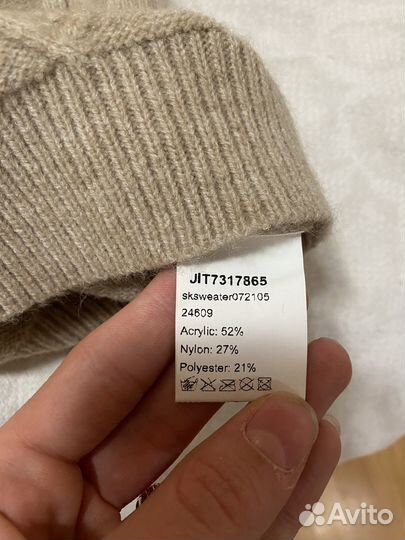 JIT7317865
sksweater072105
24609
Acrylic: 52%
Nylon: 27%
Polyester: 21%
Avito